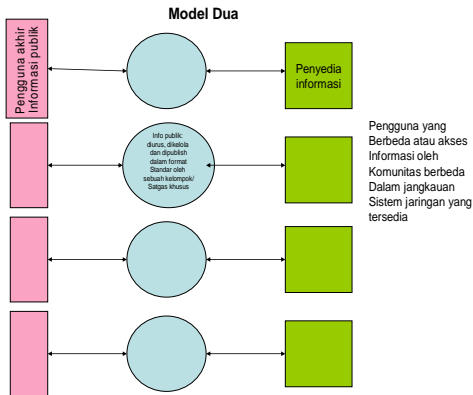 Model Dua
Pengguna akhir
Informasi publik
Penyedia
informasi
Info publik:
diurus, dikelola
dan dipublish
dalam format
Standar oleh
sebuah kelompok/
Satgas khusus
Pengguna yang
Berbeda atau akses
Informasi oleh
Komunitas berbeda
Dalam jangkauan
Sistem jaringan yang
tersedia